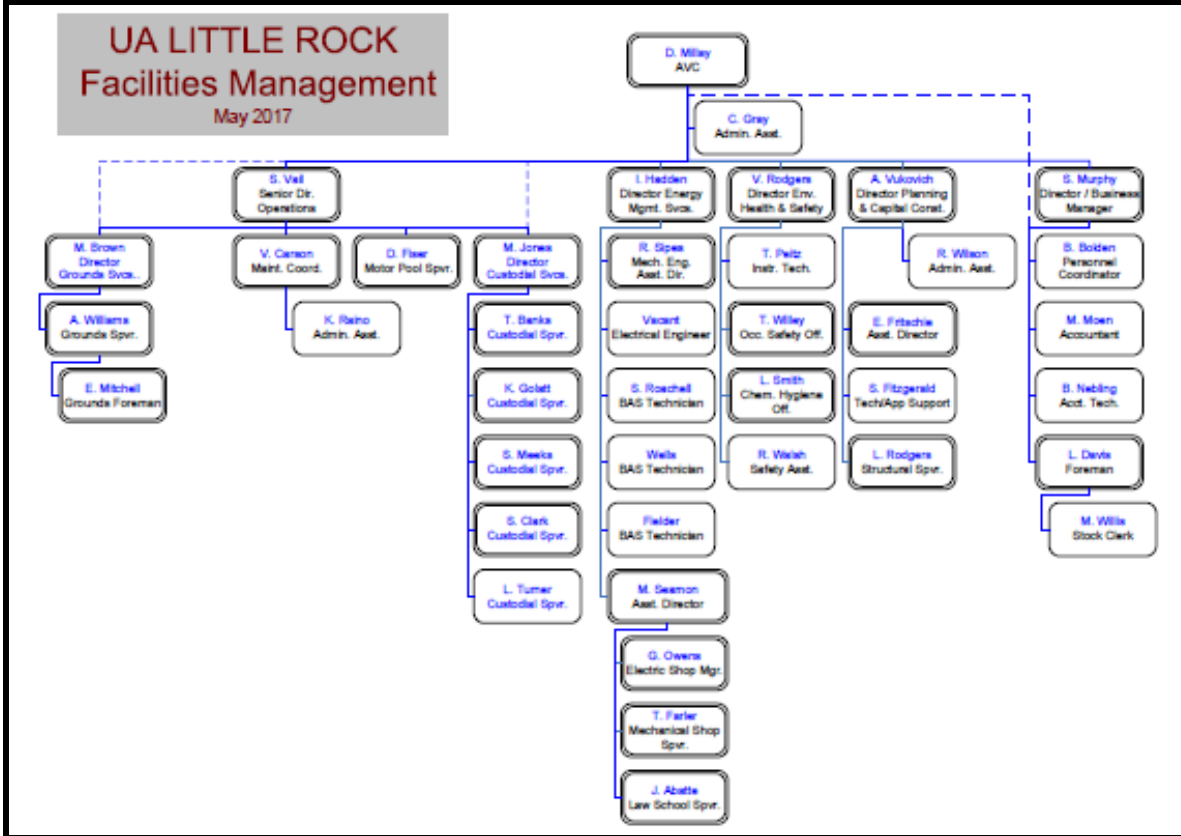 UA LITTLE ROCK
Facilities Management
May 2017
D. Millay
AVC
C. Gray
Admin. Asst.
S. Vail
Senior Dir.
Operations
I. Hadden
Director Energy
Mgmt. Svcs.
V. Rodgers
Director Env.
Health & Safety
A. Vukovich
Director Planning
& Capital Const.
S. Murphy
Director / Business
Manager
M. Brown
Director
Grounds Svcs..
V. Carson
Maint. Coord.
D. Fiser
Motor Pool Spvr.
M. Jones
Director
Custodial Svcs.
R. Sipes
Mech. Eng.
Asst. Dir.
T. Peitz
Instr. Tech.
R. Wilson
Admin. Asst.
B. Bolden
Personnel
Coordinator
A. Williams
Grounds Spvr.
K. Raino
Admin. Asst.
T. Banks
Custodial Spvr.
Vacant
Electrical Engineer
T. Willey
Occ. Safety Off.
E. Fritschie
Asst. Director
M. Moen
Accountant
E. Mitchell
Grounds Foreman
K. Golatt
Custodial Spvr.
S. Roschell
BAS Technician
L. Smith
Chem. Hygiene
Off.
S. Fitzgerald
Tech/App Support
B. Nebling
Acct. Tech.
S. Meeks
Custodial Spvr.
Wells
BAS Technician
R. Walsh
Safety Asst.
L. Rodgers
Structural Spvr.
L. Davis
Foreman
S. Clark
Custodial Spvr.
Fielder
BAS Technician
M. Willis
Stock Clerk
L. Turner
Custodial Spvr.
M. Seamon
Asst. Director
G. Owens
Electric Shop Mgr.
T. Farler
Mechanical Shop
Spvr.
J. Abatte
Law School Spvr.